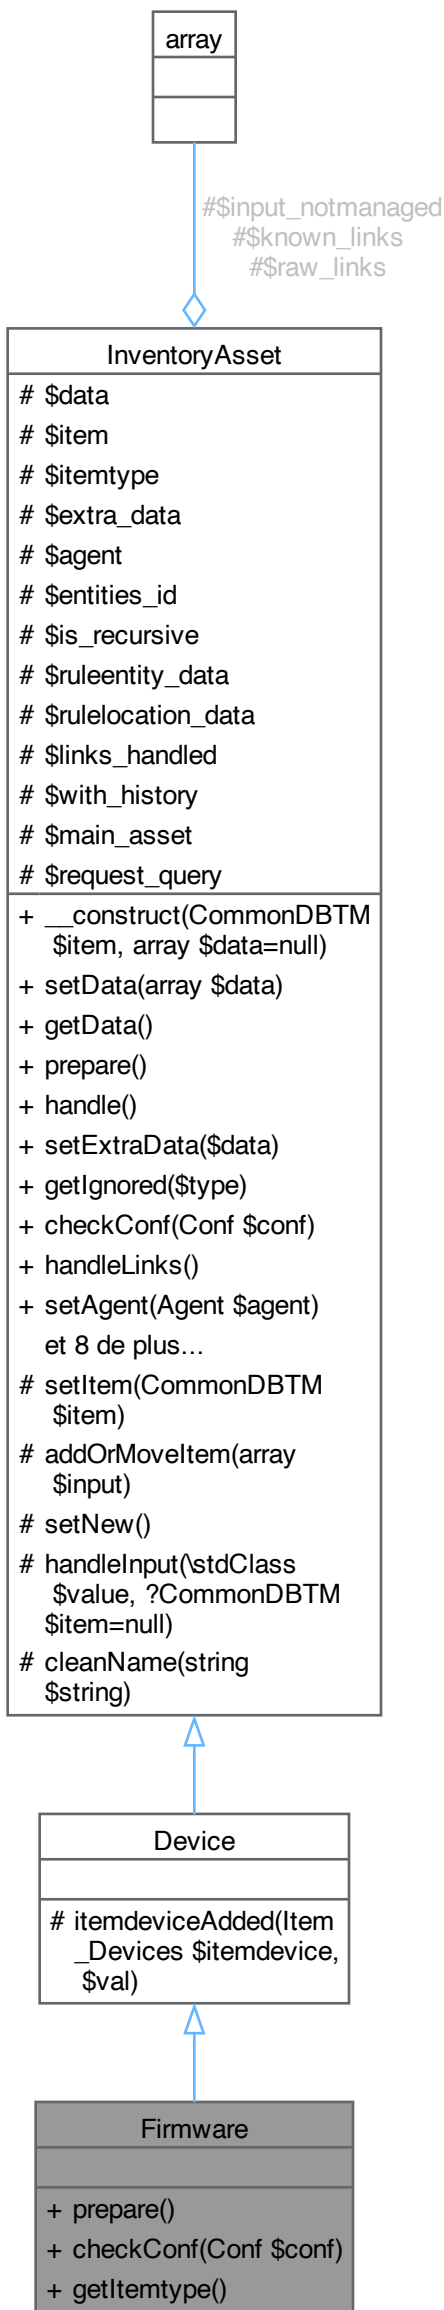 array
#$input_notmanaged
#$known_links
#$raw_links
InventoryAsset
# $data
# $item
# $itemtype
# $extra_data
# $agent
# $entities_id
# $is_recursive
# $ruleentity_data
# $rulelocation_data
# $links_handled
# $with_history
# $main_asset
# $request_query
+ __construct(CommonDBTM
$item, array $data=null)
+ setData(array $data)
+ getData()
+ prepare()
+ handle()
+ setExtraData($data)
+ getIgnored($type)
+ checkConf(Conf $conf)
+ handleLinks()
+ setAgent(Agent $agent)
et 8 de plus...
# setItem(CommonDBTM
$item)
# addOrMoveItem(array
$input)
# setNew()
# handleInput(\stdClass
$value, ?CommonDBTM
$item=null)
# cleanName(string
$string)
Device
# itemdeviceAdded(Item
_Devices $itemdevice,
$val)
Firmware
+ prepare()
+ checkConf(Conf $conf)
+ getItemtype()